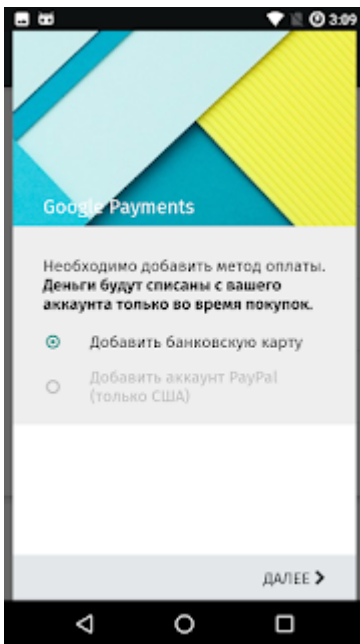 3:09
Google Payments
Необходимо добавить метод оплаты.
Деньги будут списаны с вашего
аккаунта только во время покупок.
Добавить банковскую карту
Добавить аккаунт PayPal
(только США)
ДАЛЕЕ